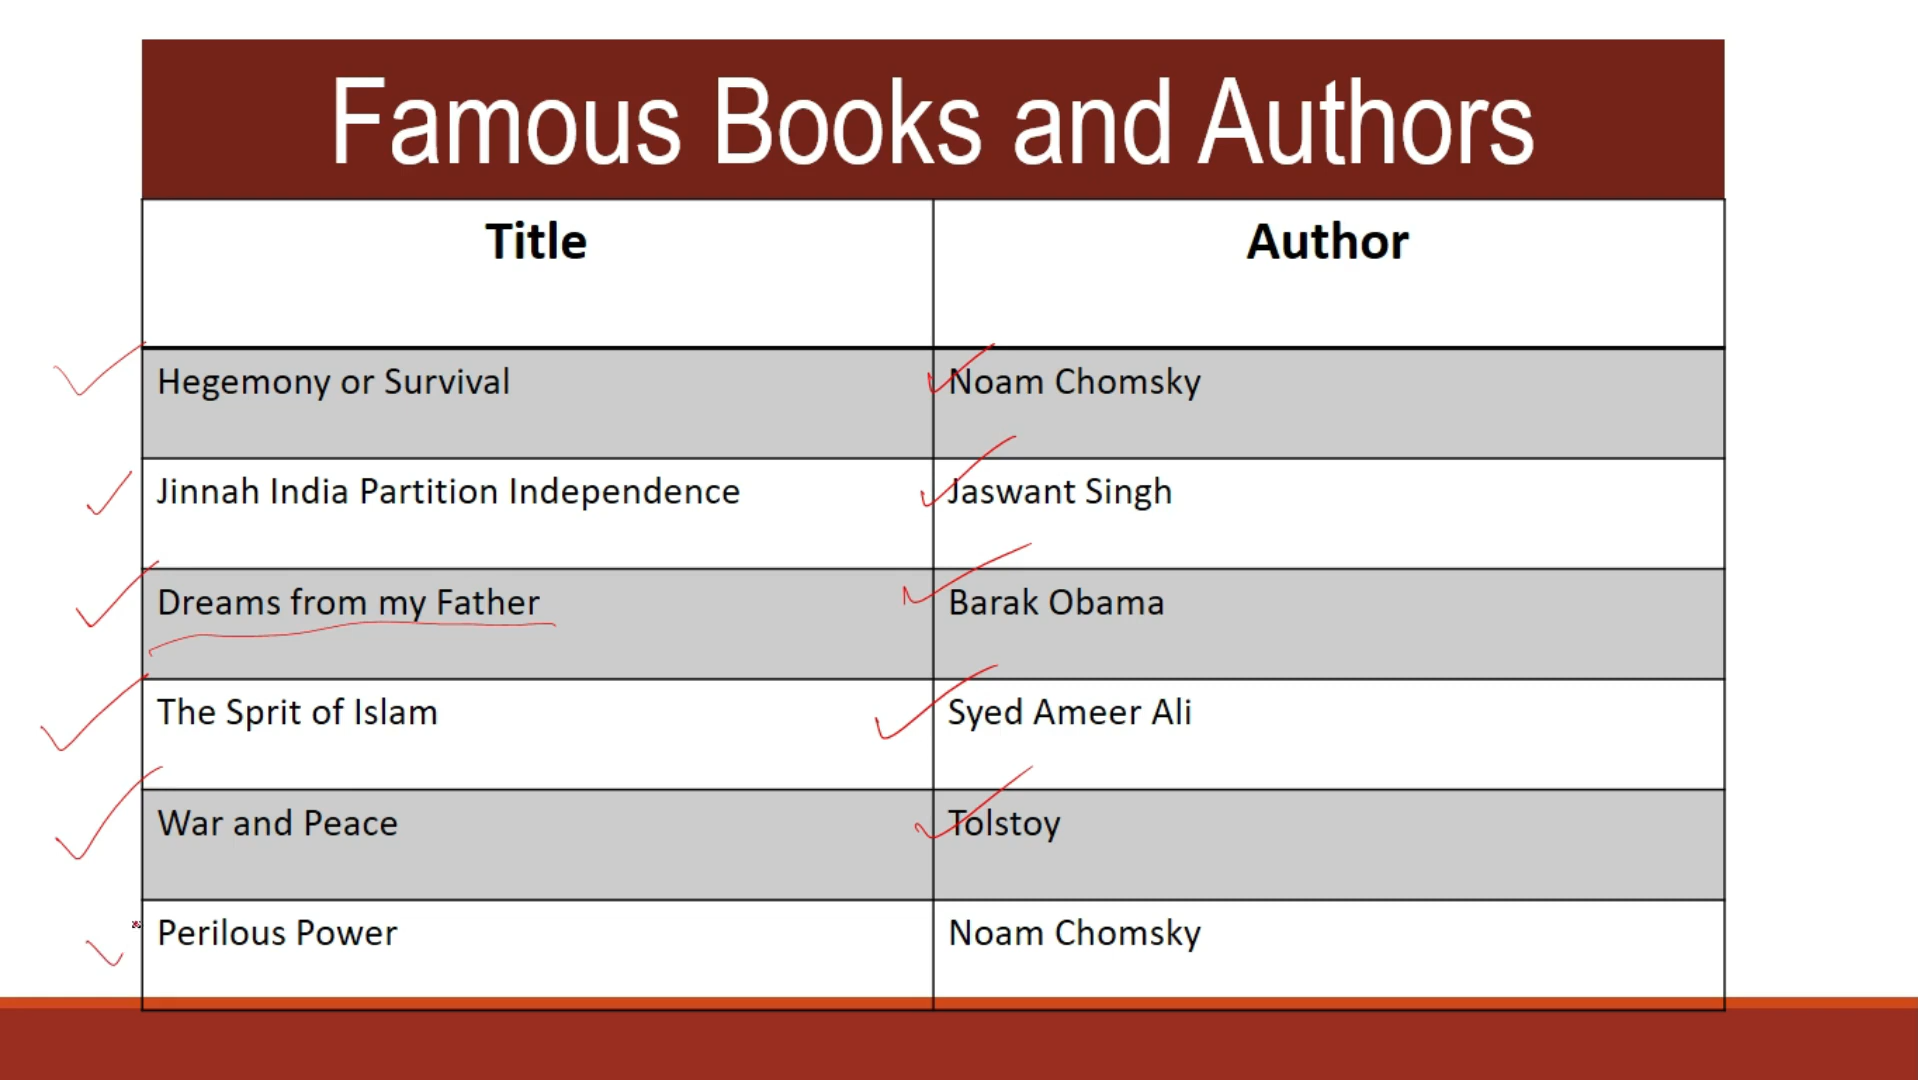 Famous Books and Authors
Title Author
Hegemony or Survival Noam Chomsky
Jinnah India Partition Independence Jaswant Singh
Dreams from my Father Barak Obama
The Sprit of Islam Syed Ameer Ali
War and Peace Tolstoy
Perilous Power Noam Chomsky